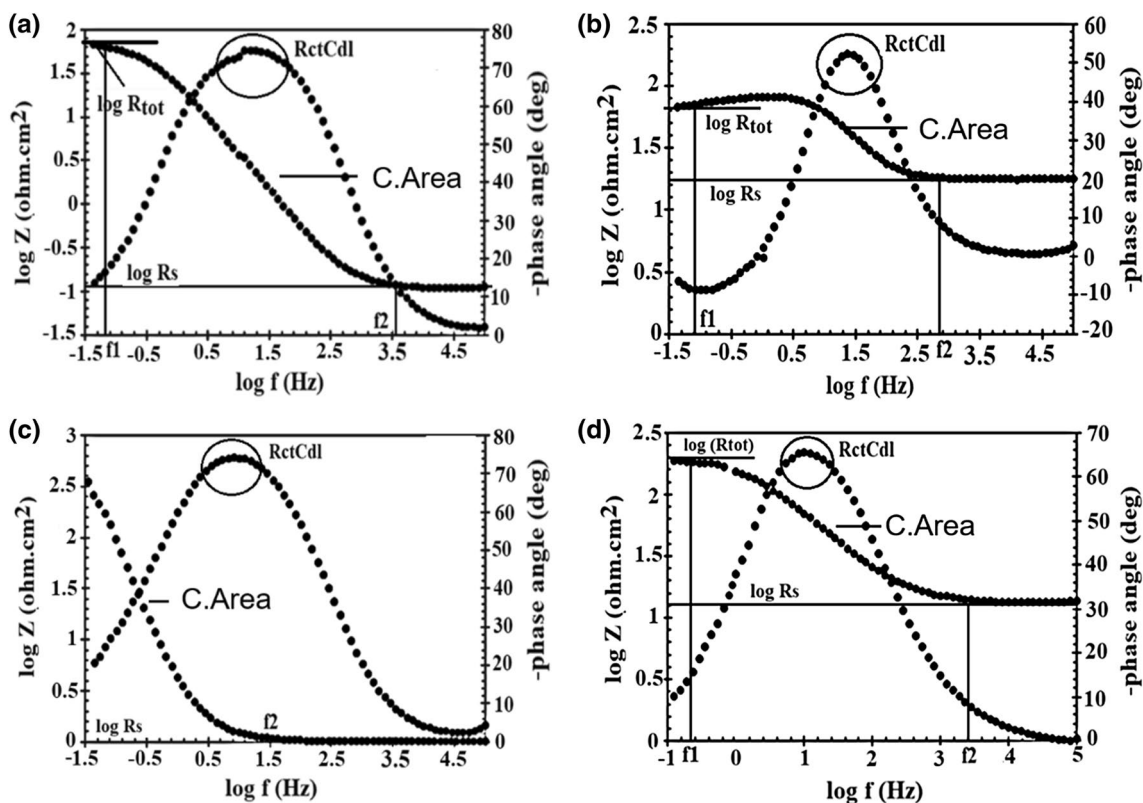 (a)
2
1.5
1
0.5
0
-0.5
-1
-1.5
log Z (ohm.cm²)
log Rtot
RctCdl
C.Area
log Rs
f1
f2
80
70
60
50
40
30
20
10
0
-phase angle (deg)
-1.5 -0.5 0.5 1.5 2.5 3.5 4.5
log f (Hz)
(b)
2.5
2
1.5
1
0.5
0
log Z (ohm.cm²)
RctCdl
log Rtot
C.Area
log Rs
f1
f2
60
50
40
30
20
10
0
-10
-20
-phase angle (deg)
-1.5 -0.5 0.5 1.5 2.5 3.5 4.5
log f (Hz)
(c)
3
2.5
2
1.5
1
0.5
0
log Z (ohm.cm²)
RctCdl
C.Area
log Rs
f2
80
70
60
50
40
30
20
10
0
-phase angle (deg)
-1.5 -0.5 0.5 1.5 2.5 3.5 4.5
log f (Hz)
(d)
2.5
2
1.5
1
0.5
0
log Z (ohm.cm²)
log (Rtot)
RctCdl
C.Area
log Rs
f1
f2
70
60
50
40
30
20
10
0
-phase angle (deg)
-1 0 1 2 3 4 5
log f (Hz)